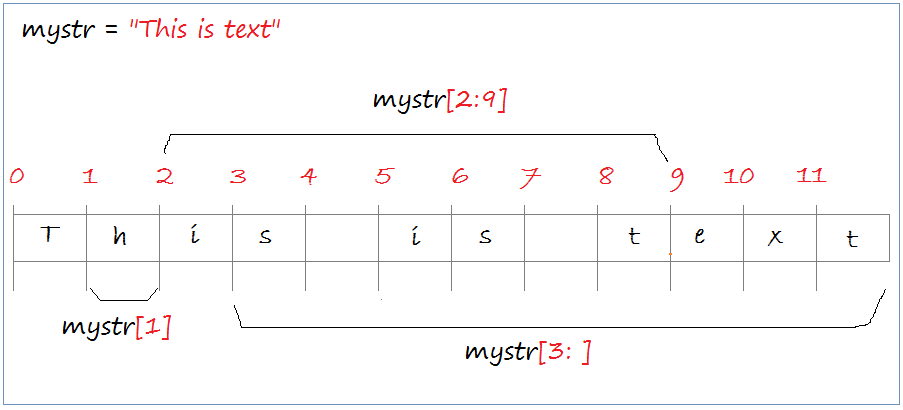 mystr = "This is text"
mystr[2:9]
0 1 2 3 4 5 6 7 8 9 10 11
T h i s i s t e x t
mystr[1]
mystr[3: ]